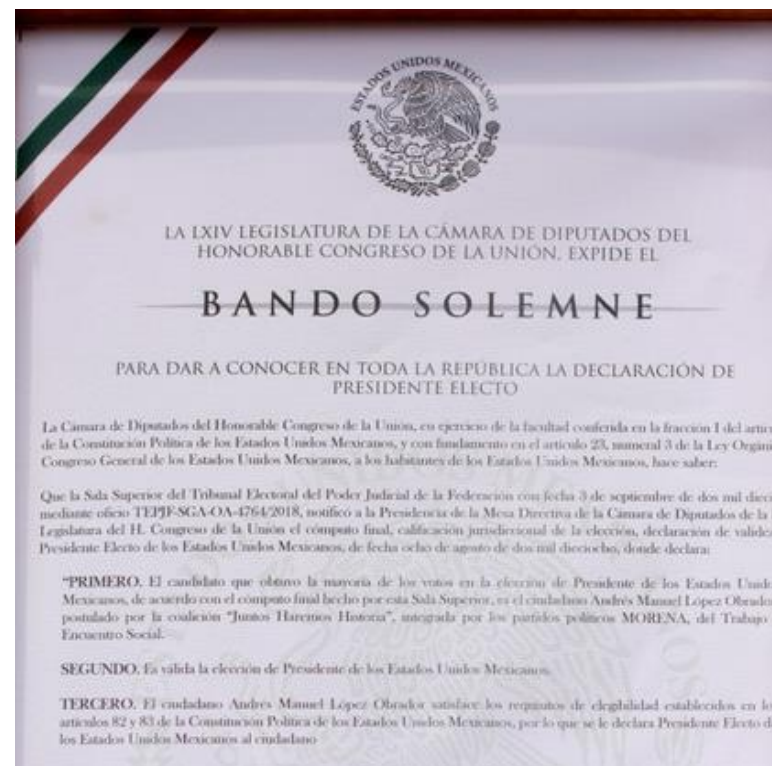 ESTADOS UNIDOS MEXICANOS
LA LXIV LEGISLATURA DE LA CÁMARA DE DIPUTADOS DEL
HONORABLE CONGRESO DE LA UNIÓN, EXPIDE EL
BANDO SOLEMNE
PARA DAR A CONOCER EN TODA LA REPÚBLICA LA DECLARACIÓN DE
PRESIDENTE ELECTO
La Cámara de Diputados del Honorable Congreso de la Unión, en ejercicio de la facultad conferida en la fracción I del
de la Constitución Política de los Estados Unidos Mexicanos, y con fundamento en el artículo 23, numeral 3 de la Ley
Congreso General de los Estados Unidos Mexicanos, a los habitantes de los Estados Unidos Mexicanos, hace saber:
Que la Sala Superior del Tribunal Electoral del Poder Judicial de la Federación con fecha 3 de septiembre de dos mil
mediante oficio TEPJF-SGA-OA-4764/2018, notificó a la Presidencia de la Mesa Directiva de la Cámara de Diputados de la
Legislatura del H. Congreso de la Unión el cómputo final, calificación jurisdiccional de la elección, declaración de
Presidente Electo de los Estados Unidos Mexicanos, de fecha ocho de agosto de dos mil dieciocho, donde declara:
"PRIMERO. El candidato que obtuvo la mayoría de los votos en la elección de Presidente de los Estados
Mexicanos, de acuerdo con el cómputo final hecho por esta Sala Superior, es el ciudadano Andrés Manuel López
postulado por la coalición "Juntos Haremos Historia", integrada por los partidos políticos MORENA, del Trabajo
Encuentro Social.
SEGUNDO. Es válida la elección de Presidente de los Estados Unidos Mexicanos.
TERCERO. El ciudadano Andrés Manuel López Obrador satisface los requisitos de elegibilidad establecidos en
artículos 82 y 83 de la Constitución Política de los Estados Unidos Mexicanos, por lo que se le declara Presidente Electo
los Estados Unidos Mexicanos al ciudadano